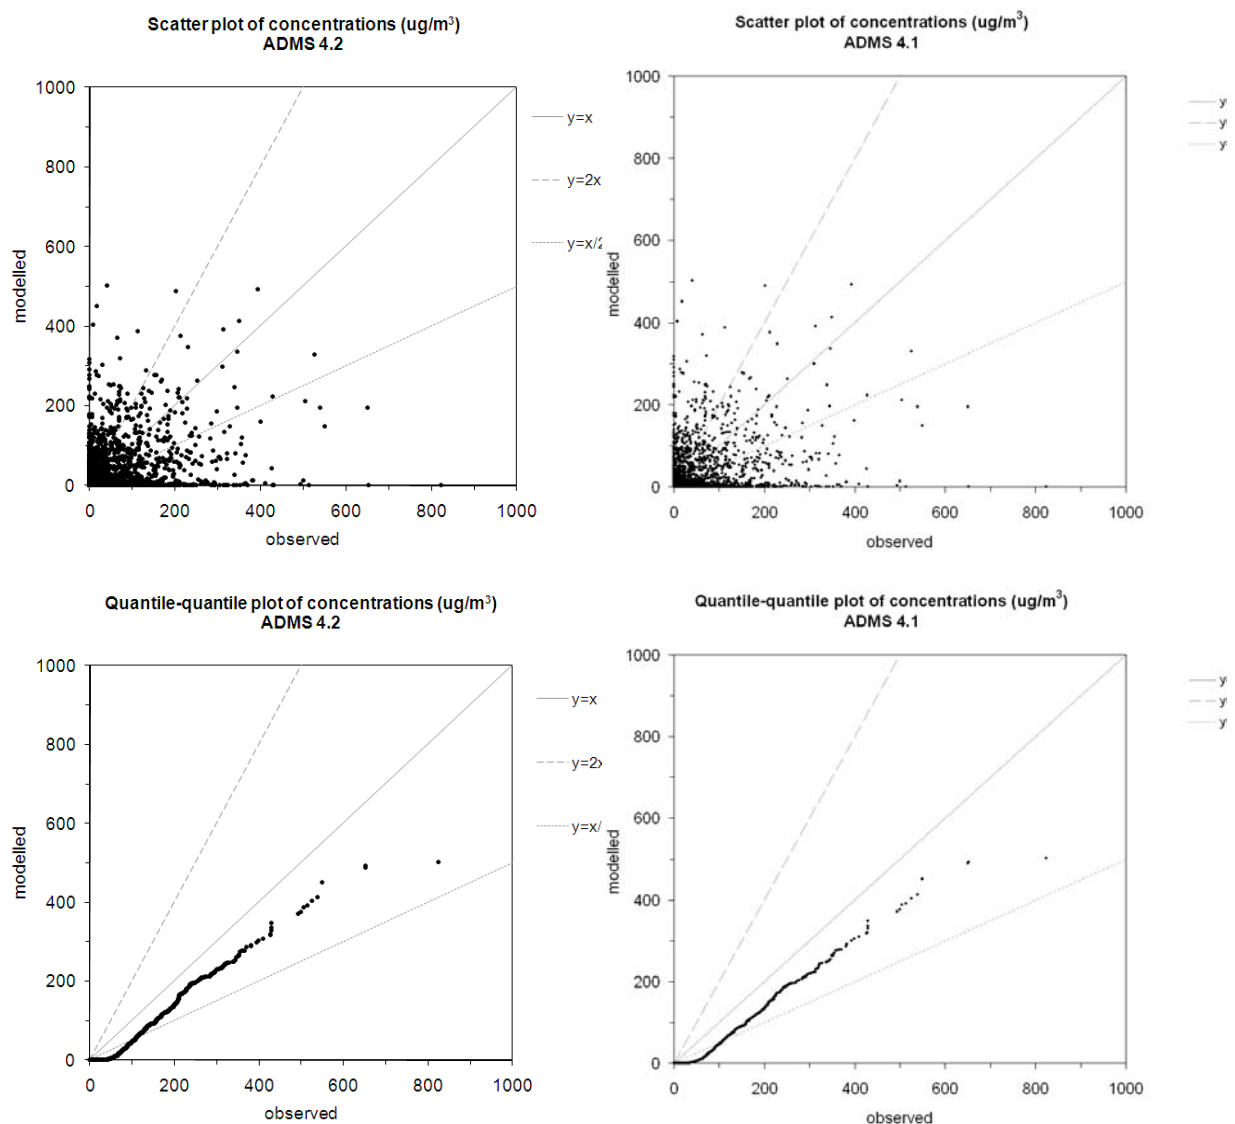 Scatter plot of concentrations (ug/m³)
ADMS 4.2
1000
800
600
400
200
0
modelled
0 200 400 600 800 1000
observed
y=x
y=2x
y=x/2
Scatter plot of concentrations (ug/m³)
ADMS 4.1
1000
800
600
400
200
0
modelled
0 200 400 600 800 1000
observed
Quantile-quantile plot of concentrations (ug/m³)
ADMS 4.2
1000
800
600
400
200
0
modelled
0 200 400 600 800 1000
observed
y=x
y=2x
y=x/
Quantile-quantile plot of concentrations (ug/m³)
ADMS 4.1
1000
800
600
400
200
0
modelled
0 200 400 600 800 1000
observed